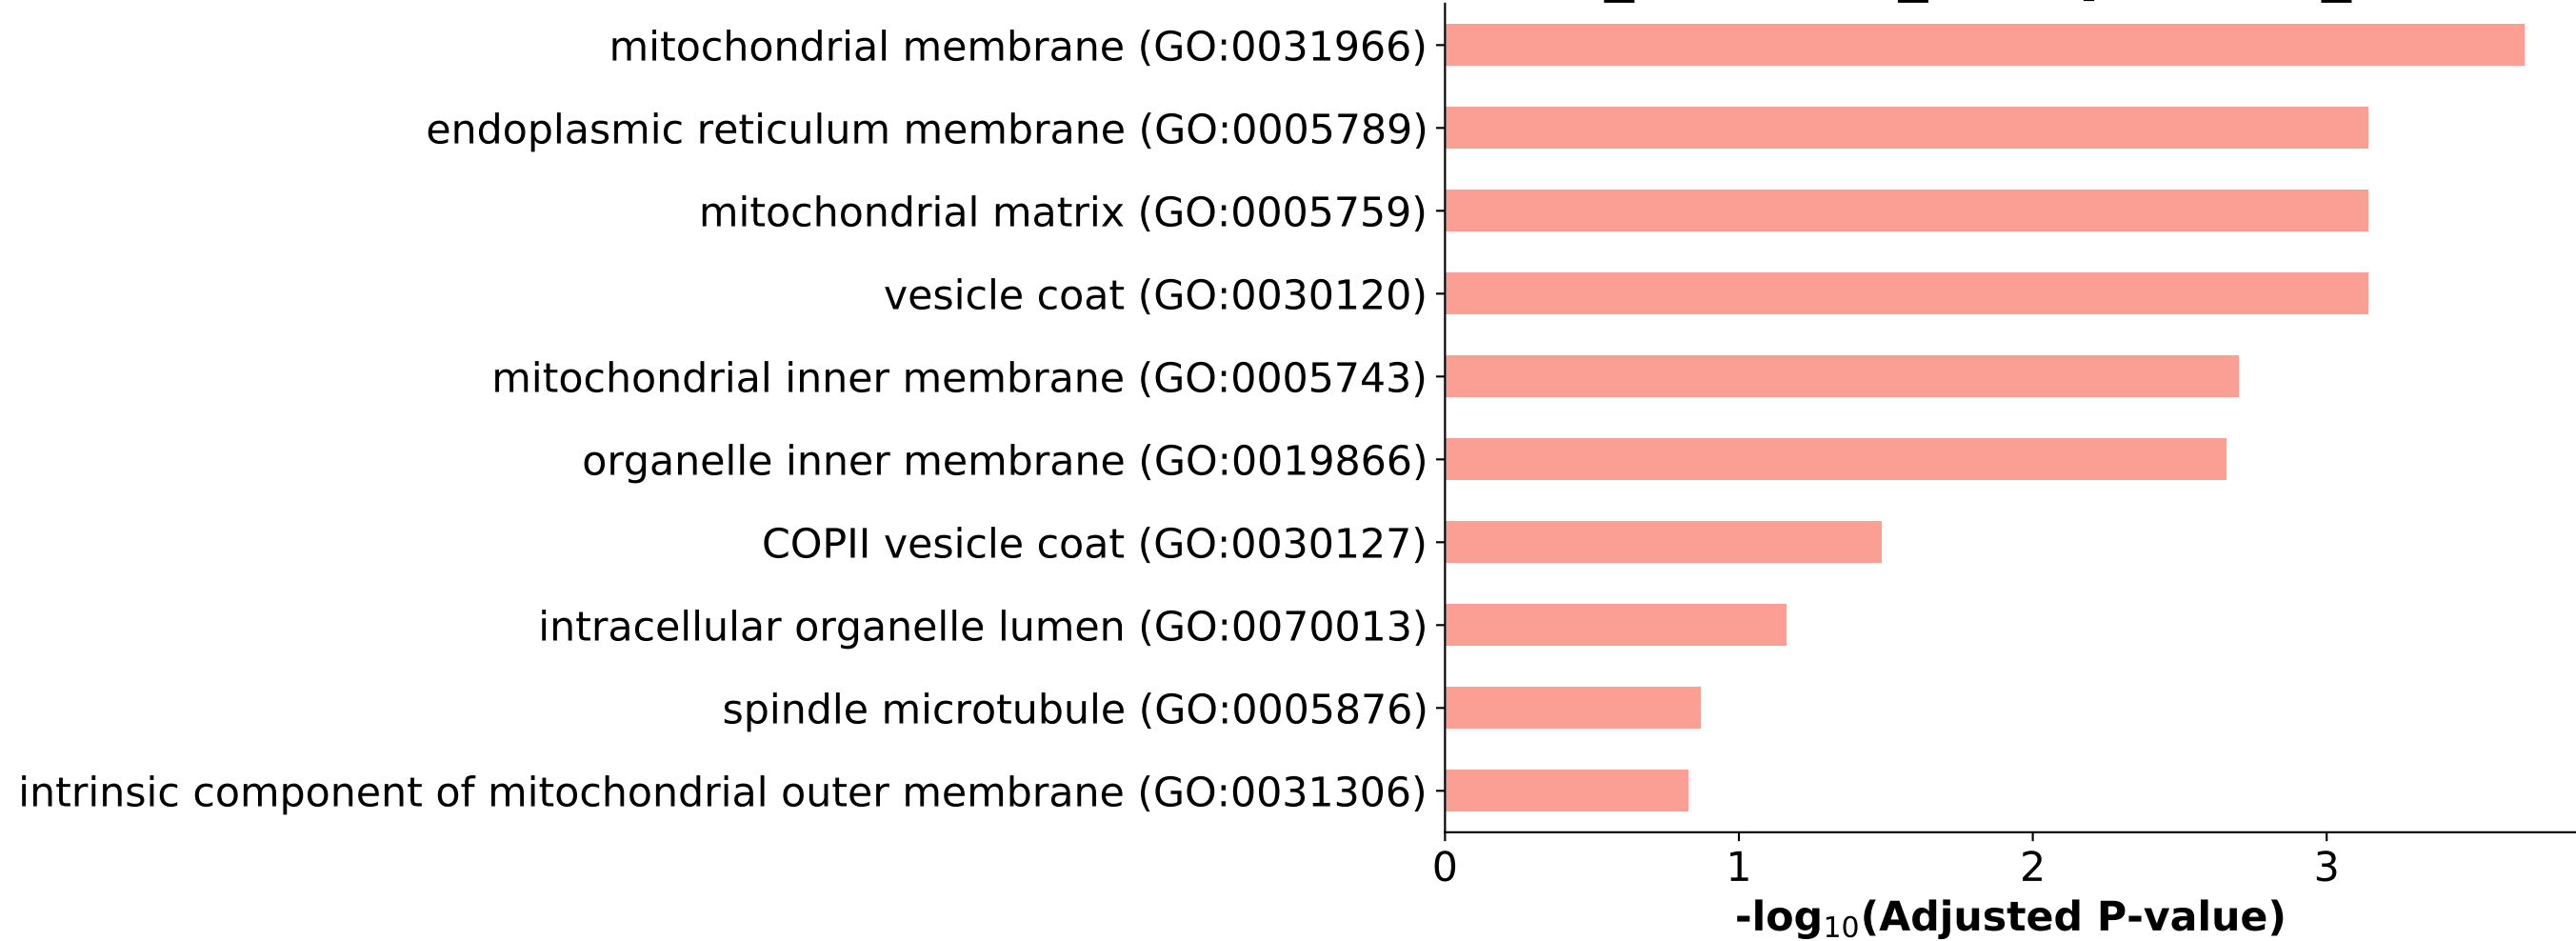 mitochondrial membrane (GO:0031966)
endoplasmic reticulum membrane (GO:0005789)
mitochondrial matrix (GO:0005759)
vesicle coat (GO:0030120)
mitochondrial inner membrane (GO:0005743)
organelle inner membrane (GO:0019866)
COPII vesicle coat (GO:0030127)
intracellular organelle lumen (GO:0070013)
spindle microtubule (GO:0005876)
intrinsic component of mitochondrial outer membrane (GO:0031306)
0 1 2 3
-log₁₀(Adjusted P-value)